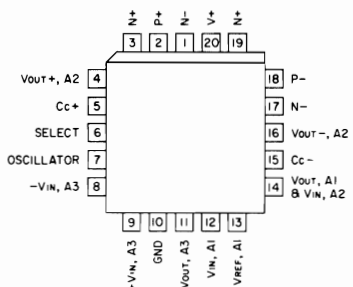 N+ P+ N- V+ N+
3 2 1 20 19
VOUT+, A2 4 18 P-
CC+ 5 17 N-
SELECT 6 16 VOUT-, A2
OSCILLATOR 7 15 CC-
-VIN, A3 8 14 VOUT, A1 & VIN, A2
9 10 11 12 13
-VIN, A3 GND VOUT, A3 VIN, A1 VREF, A1